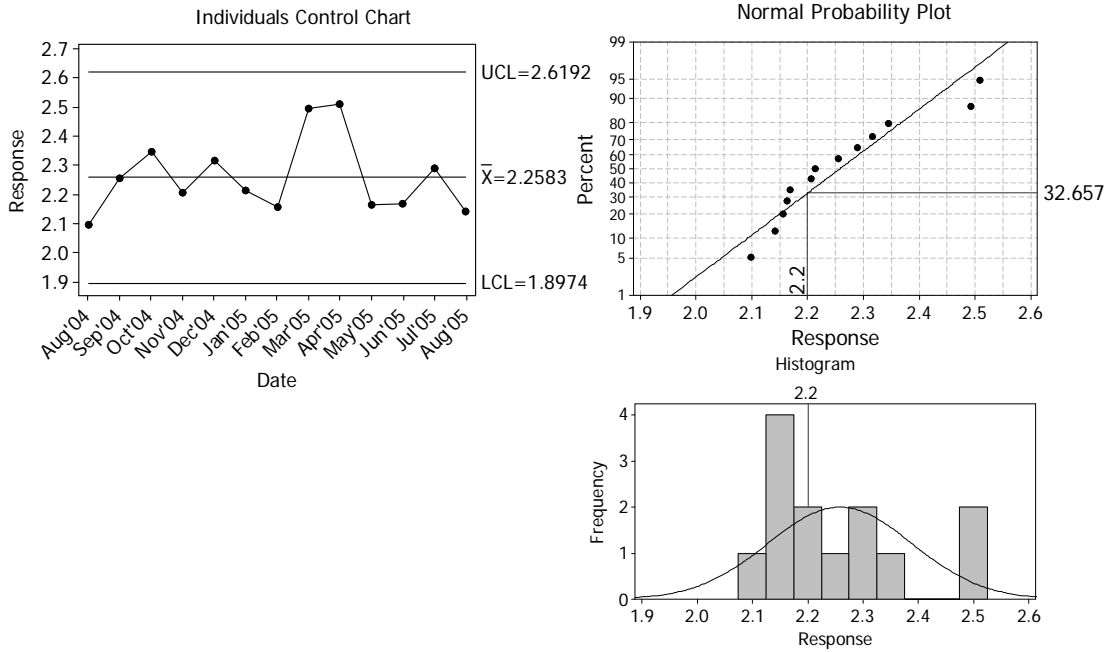 Individuals Control Chart
Response
2.7
2.6
2.5
2.4
2.3
2.2
2.1
2.0
1.9
UCL=2.6192
X̅=2.2583
LCL=1.8974
Aug'04
Sep'04
Oct'04
Nov'04
Dec'04
Jan'05
Feb'05
Mar'05
Apr'05
May'05
Jun'05
Jul'05
Aug'05
Date
Normal Probability Plot
Percent
99
95
90
80
70
60
50
40
30
20
10
5
1
32.657
2.2
1.9 2.0 2.1 2.2 2.3 2.4 2.5 2.6
Response
Histogram
2.2
Frequency
4
3
2
1
0
1.9 2.0 2.1 2.2 2.3 2.4 2.5 2.6
Response